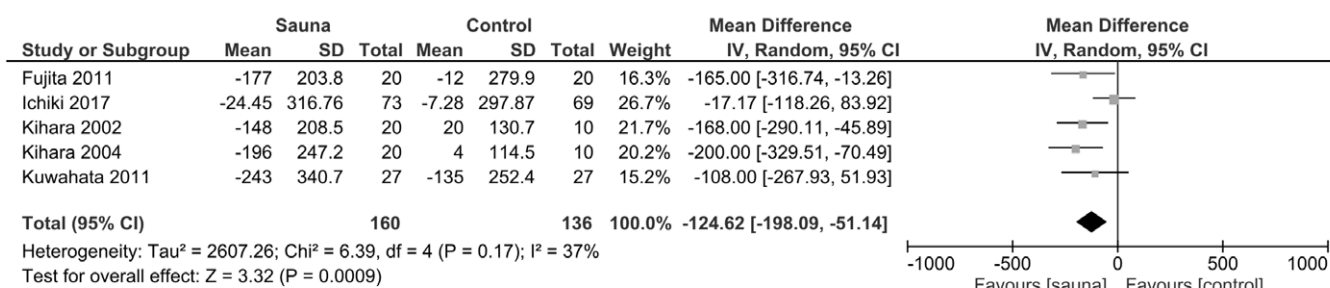 Sauna Control Mean Difference Mean Difference
Study or Subgroup Mean SD Total Mean SD Total Weight IV, Random, 95% CI IV, Random, 95% CI
Fujita 2011 -177 203.8 20 -12 279.9 20 16.3% -165.00 [-316.74, -13.26]
Ichiki 2017 -24.45 316.76 73 -7.28 297.87 69 26.7% -17.17 [-118.26, 83.92]
Kihara 2002 -148 208.5 20 20 130.7 10 21.7% -168.00 [-290.11, -45.89]
Kihara 2004 -196 247.2 20 4 114.5 10 20.2% -200.00 [-329.51, -70.49]
Kuwahata 2011 -243 340.7 27 -135 252.4 27 15.2% -108.00 [-267.93, 51.93]
Total (95% CI) 160 136 100.0% -124.62 [-198.09, -51.14]
Heterogeneity: Tau² = 2607.26; Chi² = 6.39, df = 4 (P = 0.17); I² = 37%
Test for overall effect: Z = 3.32 (P = 0.0009)
-1000 -500 0 500 1000
Favours [sauna] Favours [control]